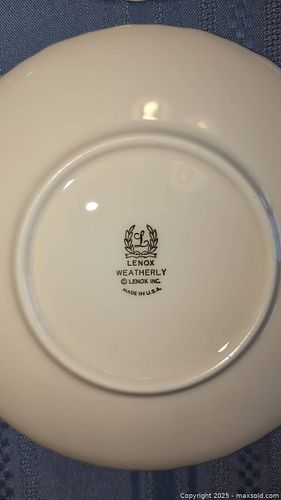 L
LENOX
WEATHERLY
© LENOX INC.
MADE IN U.S.A.
Copyright © 2025 - maxsold.com